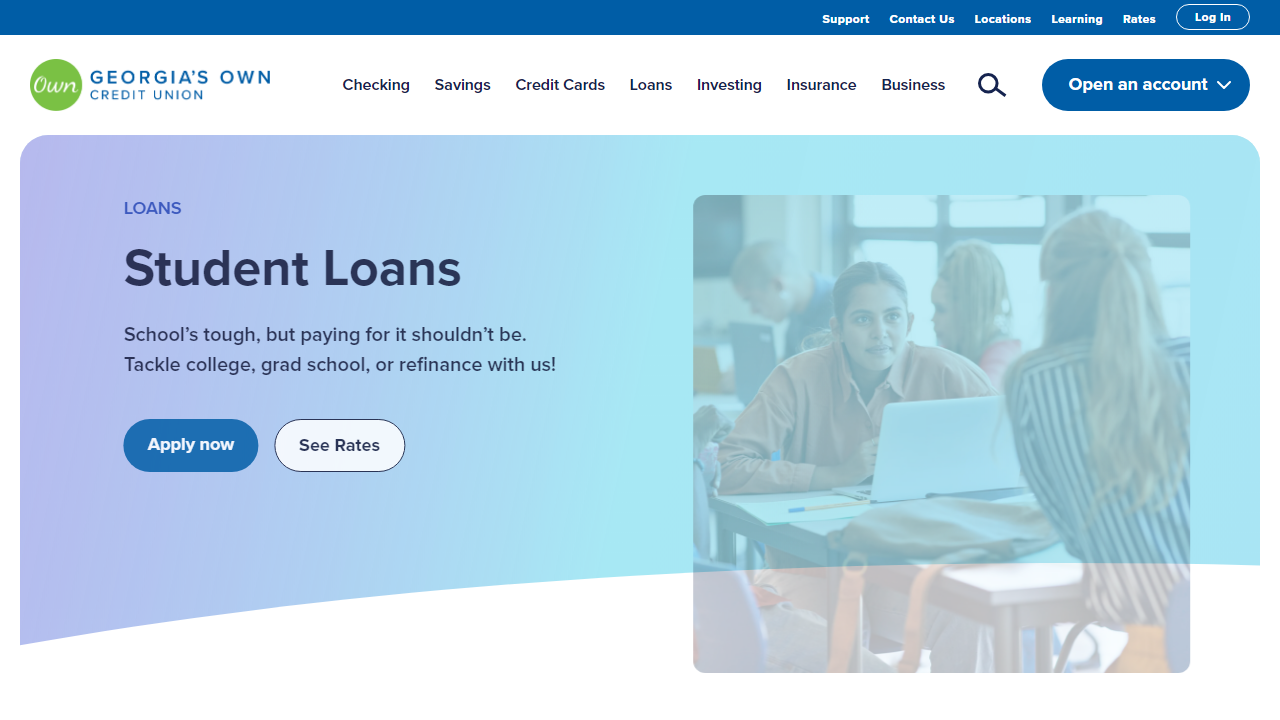 Support Contact Us Locations Learning Rates Log In
Own GEORGIA'S OWN
CREDIT UNION
Checking Savings Credit Cards Loans Investing Insurance Business Open an account
LOANS
Student Loans
School’s tough, but paying for it shouldn’t be.
Tackle college, grad school, or refinance with us!
Apply now See Rates